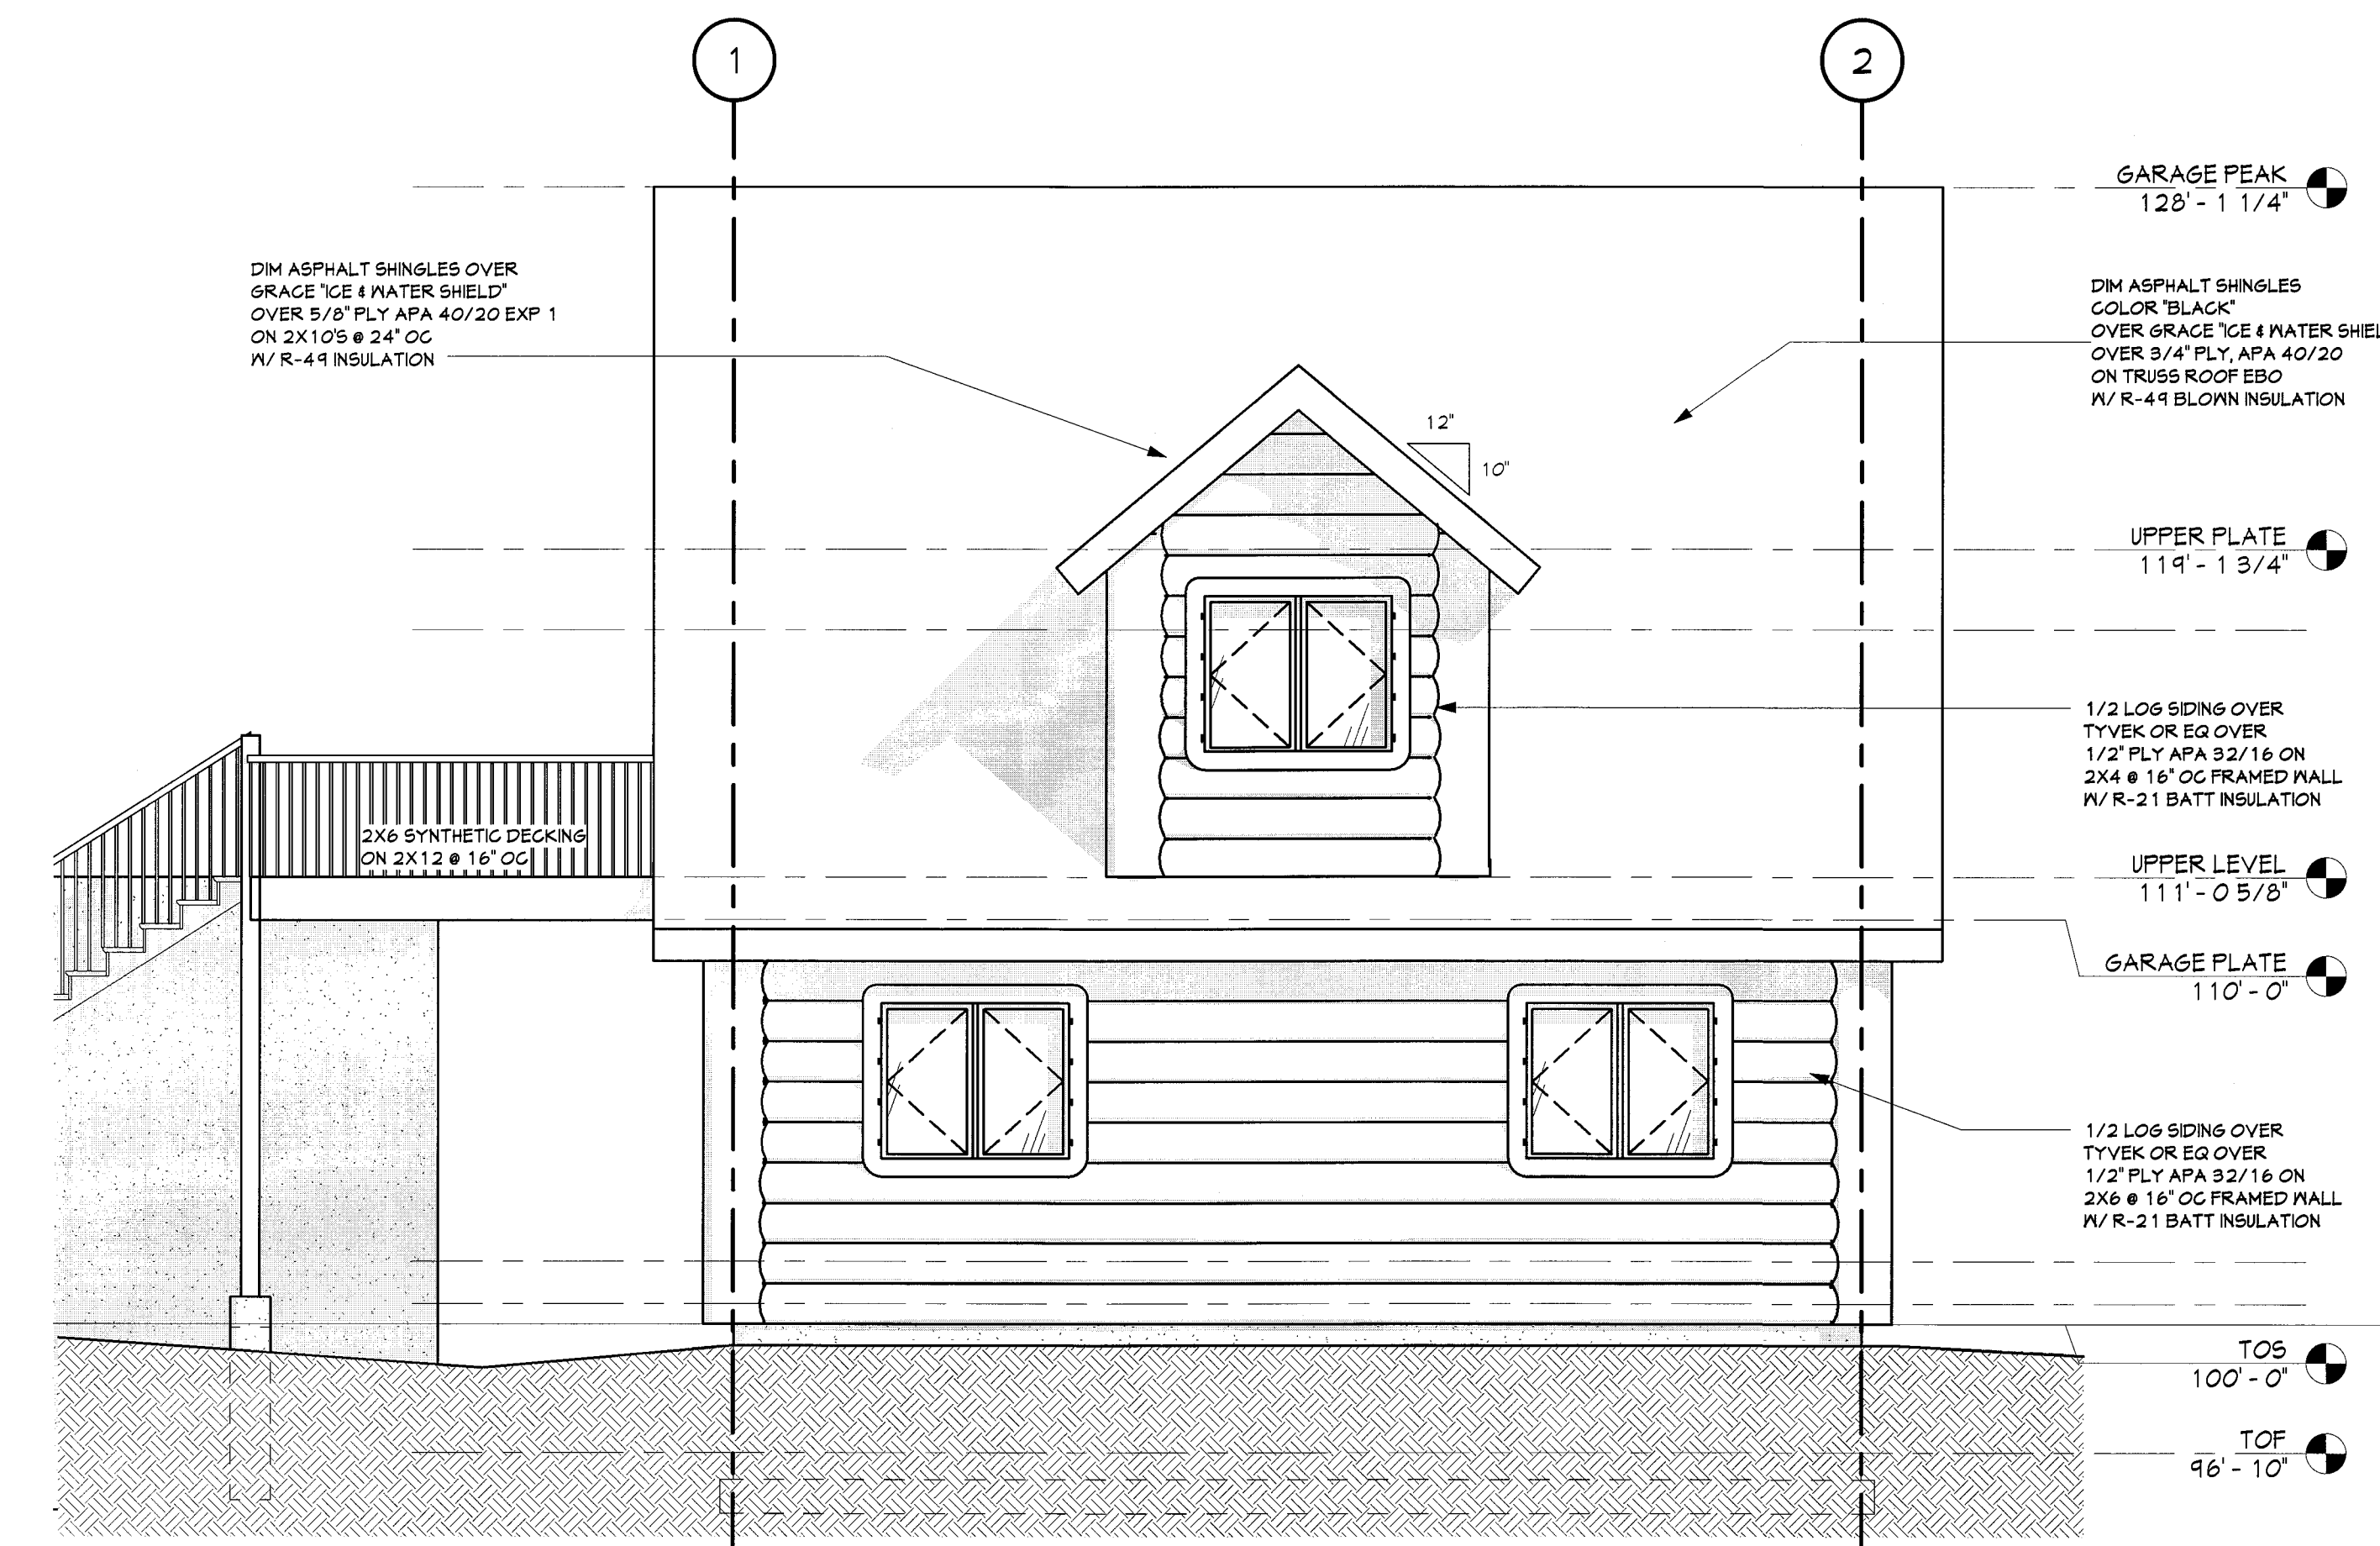 1
2
GARAGE PEAK
128' - 1 1/4"
DIM ASPHALT SHINGLES OVER
GRACE "ICE & WATER SHIELD"
OVER 5/8" PLY APA 40/20 EXP 1
ON 2X10'S @ 24" OC
W/ R-49 INSULATION
DIM ASPHALT SHINGLES
COLOR "BLACK"
OVER GRACE "ICE & WATER SHIEL
OVER 3/4" PLY, APA 40/20
ON TRUSS ROOF EBO
W/ R-49 BLOWN INSULATION
12"
10"
UPPER PLATE
119' - 1 3/4"
1/2 LOG SIDING OVER
TYVEK OR EQ OVER
1/2" PLY APA 32/16 ON
2X4 @ 16" OC FRAMED WALL
W/ R-21 BATT INSULATION
2X6 SYNTHETIC DECKING
ON 2X12 @ 16" OC
UPPER LEVEL
111' - 0 5/8"
GARAGE PLATE
110' - 0"
1/2 LOG SIDING OVER
TYVEK OR EQ OVER
1/2" PLY APA 32/16 ON
2X6 @ 16" OC FRAMED WALL
W/ R-21 BATT INSULATION
TOS
100' - 0"
TOF
96' - 10"